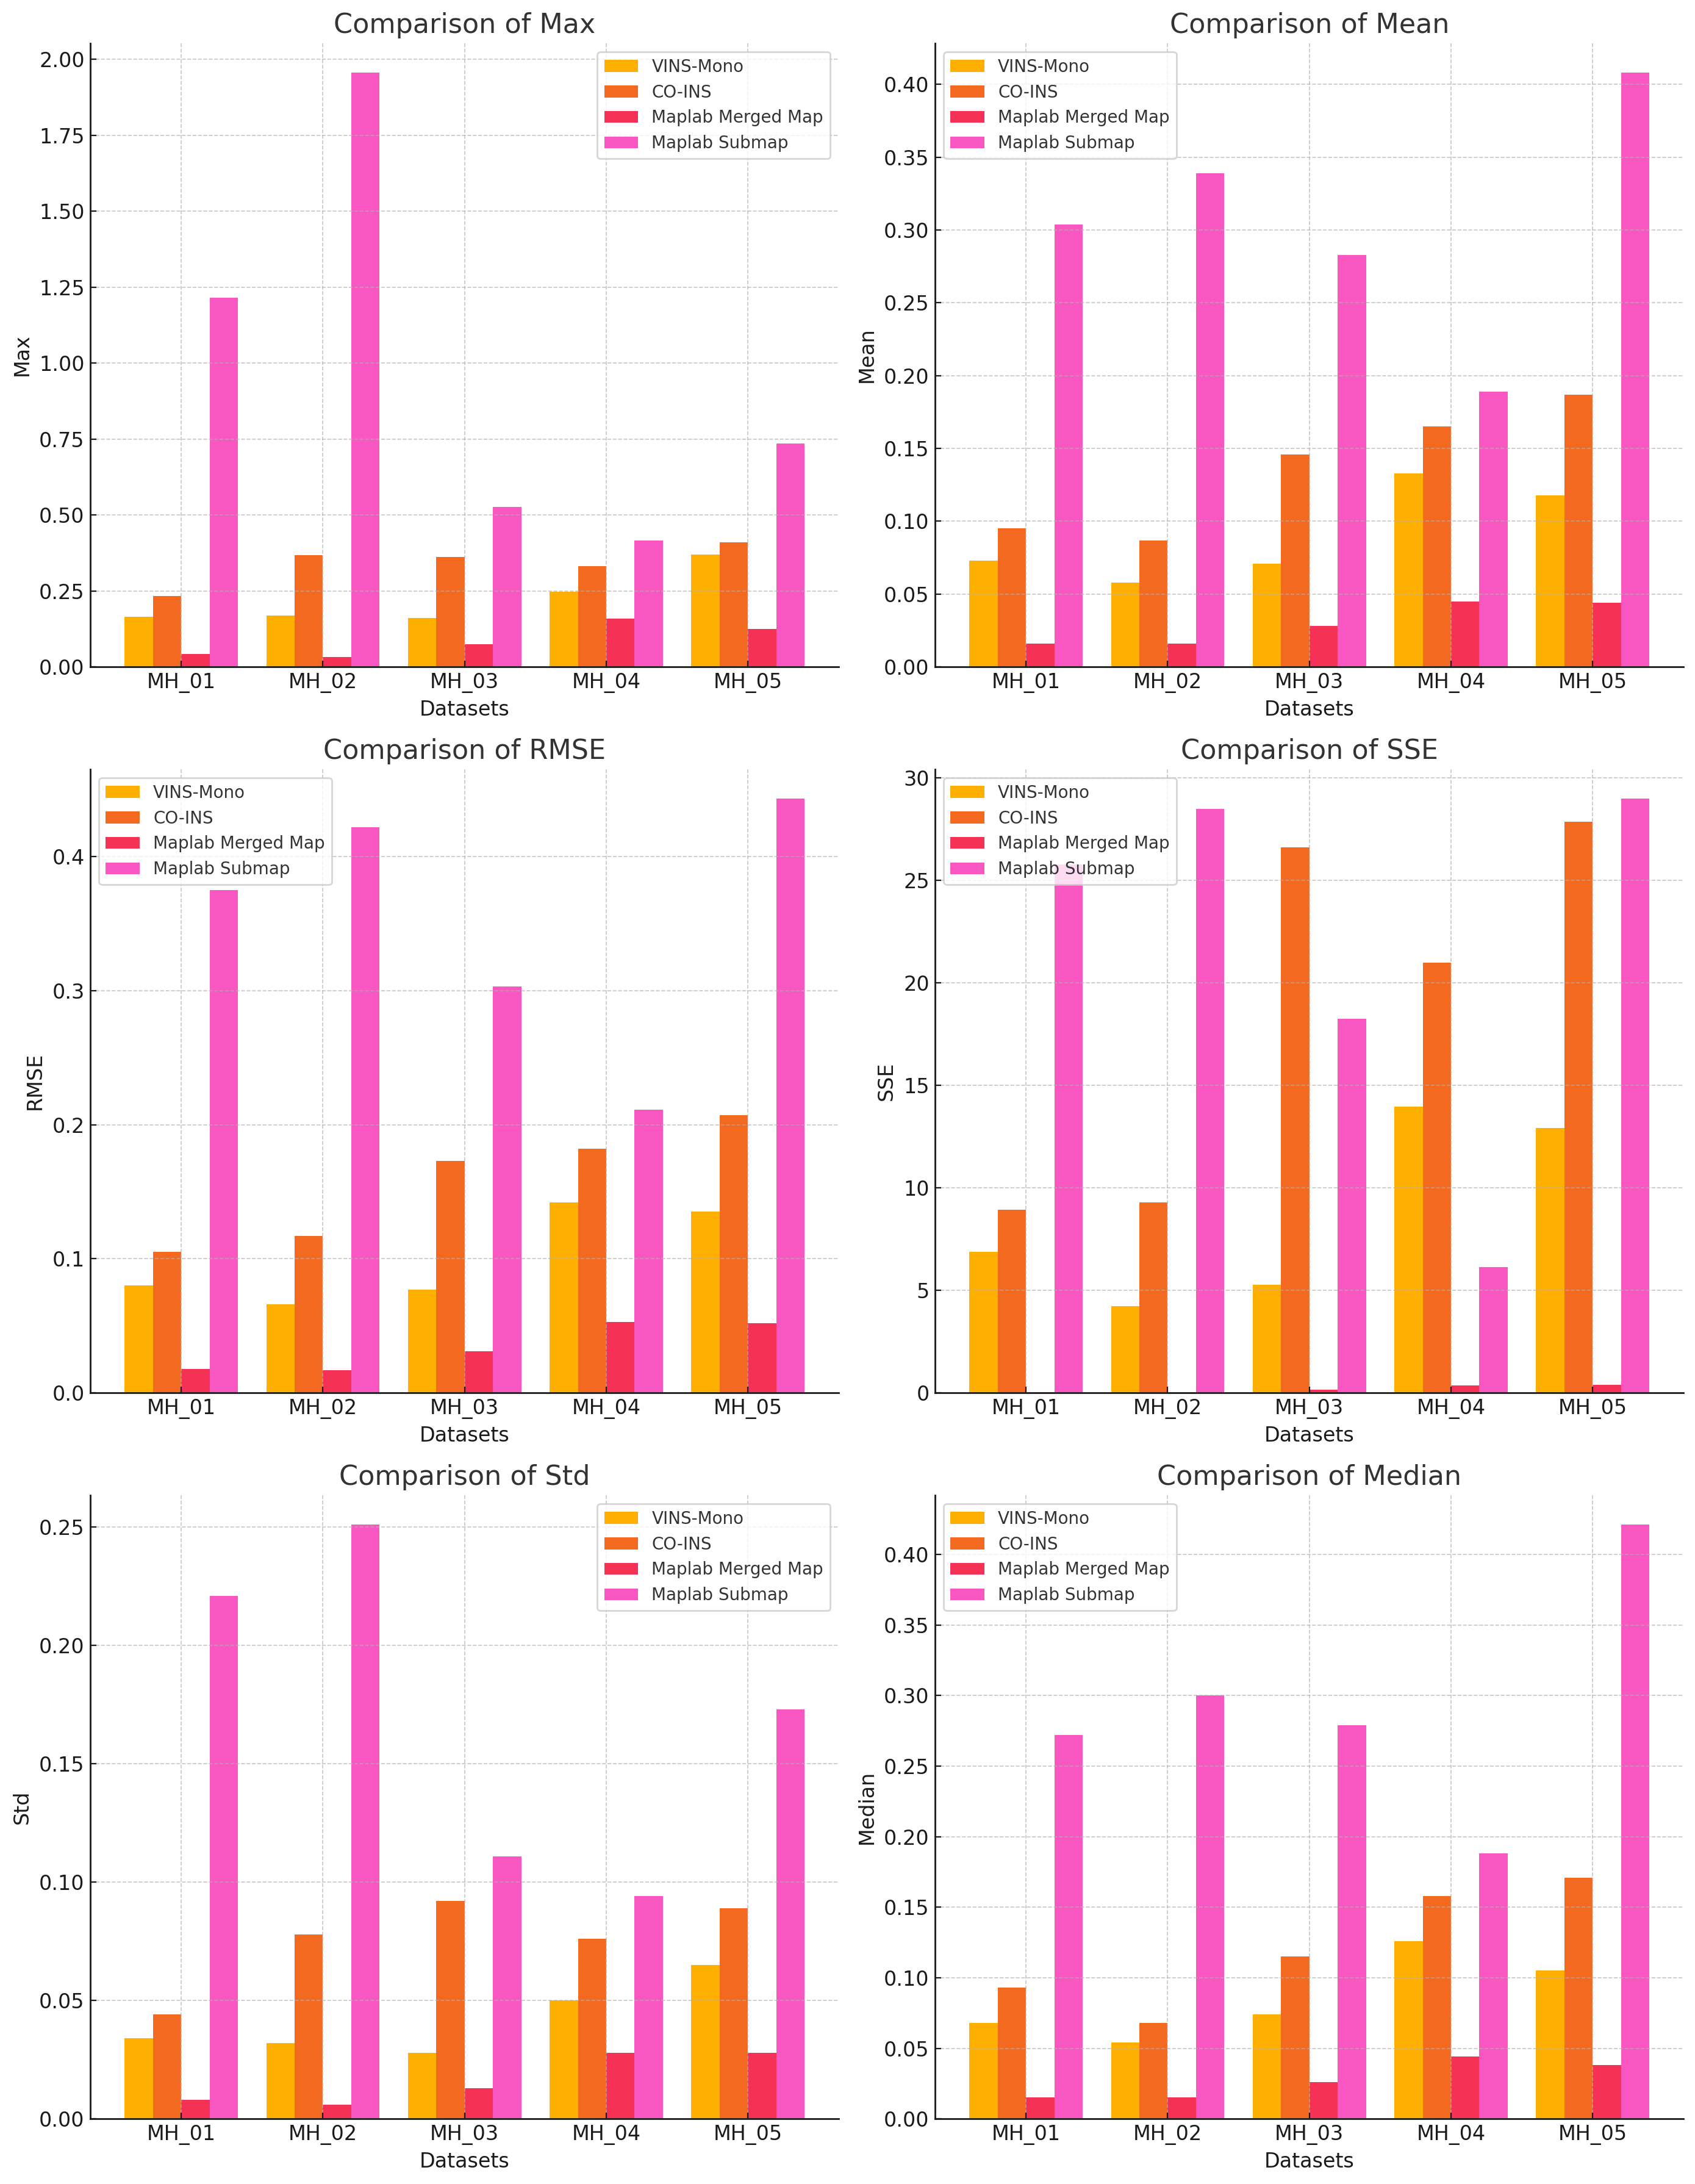 Comparison of Max
Max
2.00
1.75
1.50
1.25
1.00
0.75
0.50
0.25
0.00
VINS-Mono
CO-INS
Maplab Merged Map
Maplab Submap
MH_01 MH_02 MH_03 MH_04 MH_05
Datasets
Comparison of Mean
Mean
0.40
0.35
0.30
0.25
0.20
0.15
0.10
0.05
0.00
VINS-Mono
CO-INS
Maplab Merged Map
Maplab Submap
MH_01 MH_02 MH_03 MH_04 MH_05
Datasets
Comparison of RMSE
RMSE
0.4
0.3
0.2
0.1
0.0
VINS-Mono
CO-INS
Maplab Merged Map
Maplab Submap
MH_01 MH_02 MH_03 MH_04 MH_05
Datasets
Comparison of SSE
SSE
30
25
20
15
10
5
0
VINS-Mono
CO-INS
Maplab Merged Map
Maplab Submap
MH_01 MH_02 MH_03 MH_04 MH_05
Datasets
Comparison of Std
Std
0.25
0.20
0.15
0.10
0.05
0.00
VINS-Mono
CO-INS
Maplab Merged Map
Maplab Submap
MH_01 MH_02 MH_03 MH_04 MH_05
Datasets
Comparison of Median
Median
0.40
0.35
0.30
0.25
0.20
0.15
0.10
0.05
0.00
VINS-Mono
CO-INS
Maplab Merged Map
Maplab Submap
MH_01 MH_02 MH_03 MH_04 MH_05
Datasets